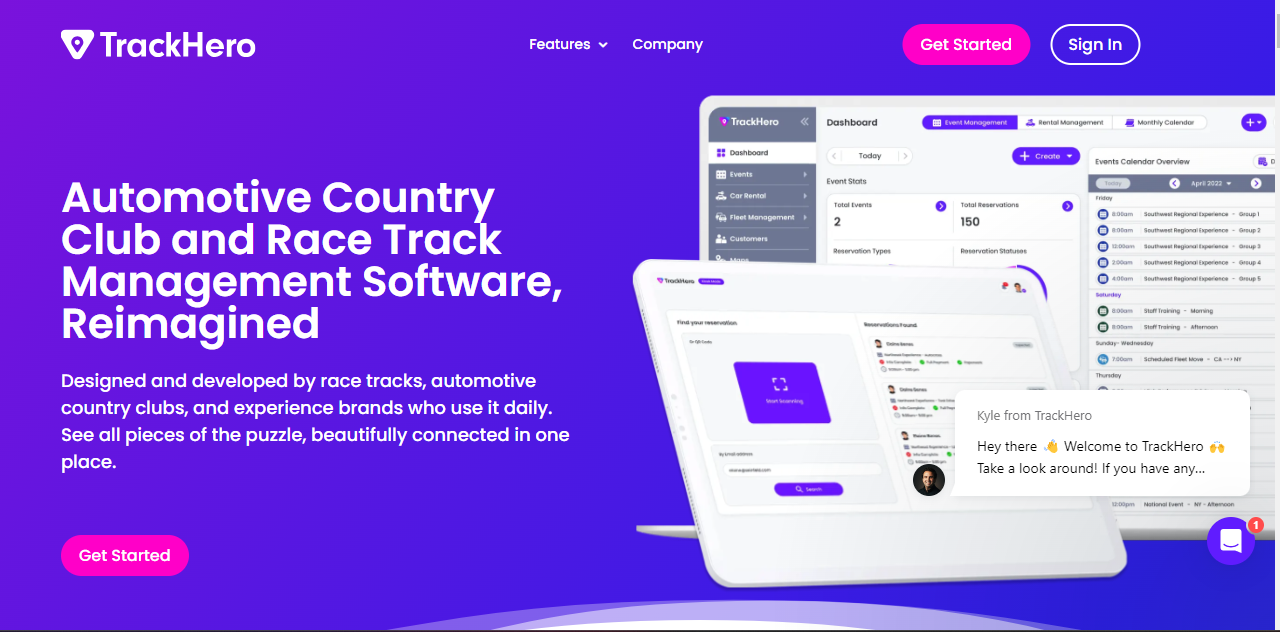 TrackHero
Features
Company
Get Started
Sign In
Automotive Country
Club and Race Track
Management Software,
Reimagined
Designed and developed by race tracks, automotive
country clubs, and experience brands who use it daily.
See all pieces of the puzzle, beautifully connected in one
place.
Get Started
TrackHero
Dashboard
Event Management
Rental Management
Monthly Calendar
Dashboard
Events
Car Rental
Fleet Management
Customers
Maps
Today
Create
Event Stats
Total Events
2
Total Reservations
150
Reservation Types
Reservation Statuses
Events Calendar Overview
Today
April 2022
Friday
8:00am Southwest Regional Experience - Group 1
8:00am Southwest Regional Experience - Group 2
12:00am Southwest Regional Experience - Group 3
2:00am Southwest Regional Experience - Group 4
4:00am Southwest Regional Experience - Group 5
Saturday
8:00am Staff Training - Morning
8:00am Staff Training - Afternoon
Sunday- Wednesday
7:00am Scheduled Fleet Move - CA --> NY
Thursday
12:00pm National Event - NY - Afternoon
TrackHero
Find your reservation
Start Scanning
By Email address
Search
Reservations Found
Kyle from TrackHero
Hey there 👋 Welcome to TrackHero 🙌
Take a look around! If you have any...
1